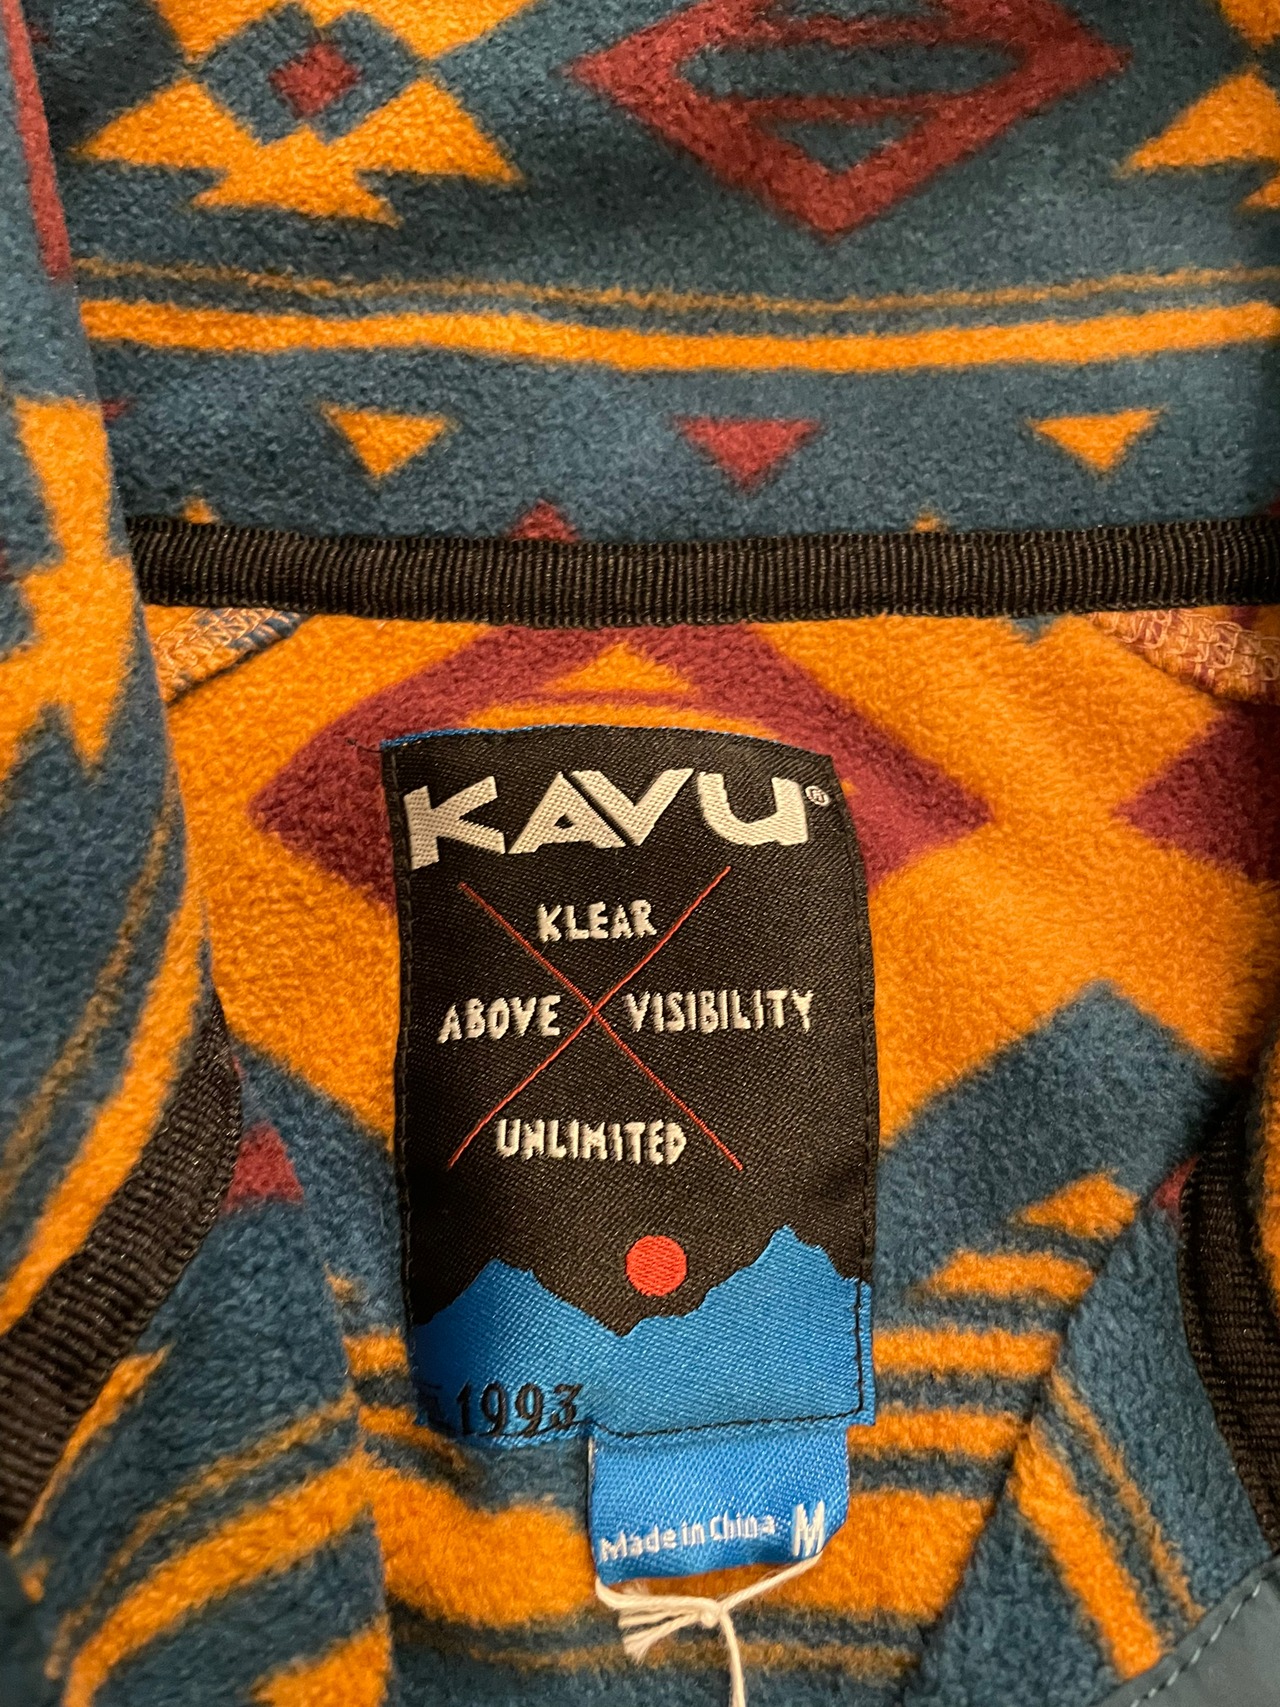 KAVU®
KLEAR
ABOVE VISIBILITY
UNLIMITED
1993
Made in China M